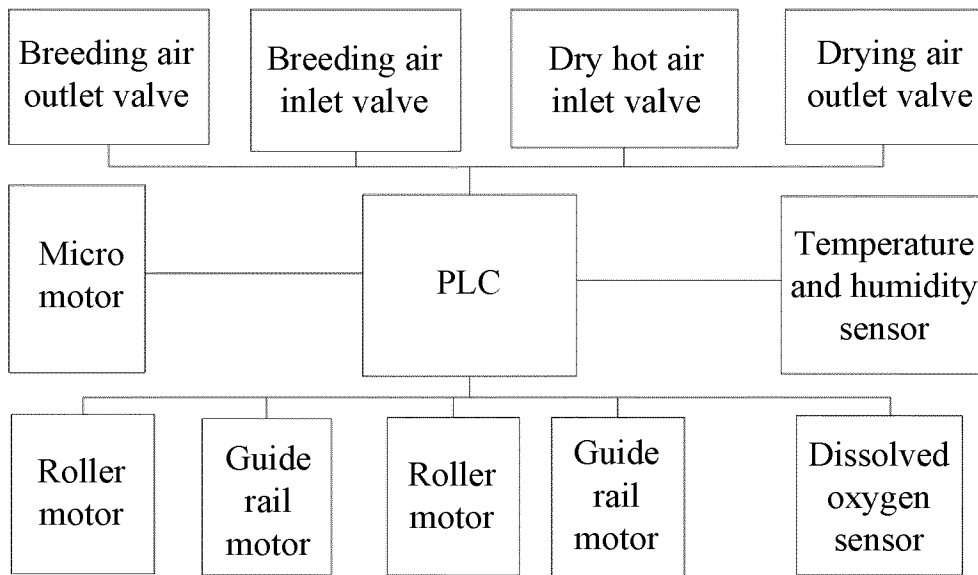 Breeding air
outlet valve
Breeding air
inlet valve
Dry hot air
inlet valve
Drying air
outlet valve
Micro
motor
PLC
Temperature
and humidity
sensor
Roller
motor
Guide
rail
motor
Roller
motor
Guide
rail
motor
Dissolved
oxygen
sensor